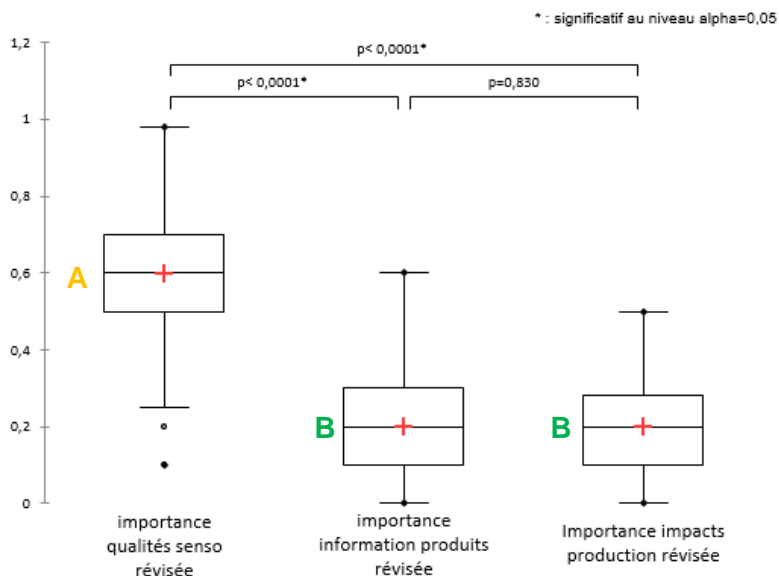 * : significatif au niveau alpha=0,05
p< 0,0001*
p< 0,0001*
p=0,830
1,2
1
0,8
0,6
0,4
0,2
0
A
B
B
importance
qualités senso
révisée
importance
information produits
révisée
Importance impacts
production révisée